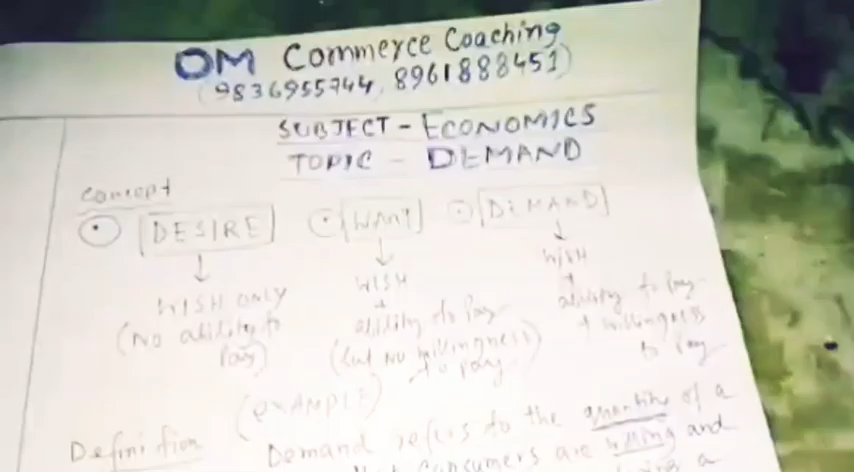 OM Commerce Coaching
(9836955744, 8961888451)
SUBJECT - ECONOMICS
TOPIC - DEMAND
Concept
DESIRE WANT DEMAND
WISH ONLY WISH WISH
(No ability to Pay) + ability to Pay (but No willingness to pay) + ability to Pay + willingness to Pay
(EXAMPLE)
Definition Demand refers to the quantity of a
consumers are willing and